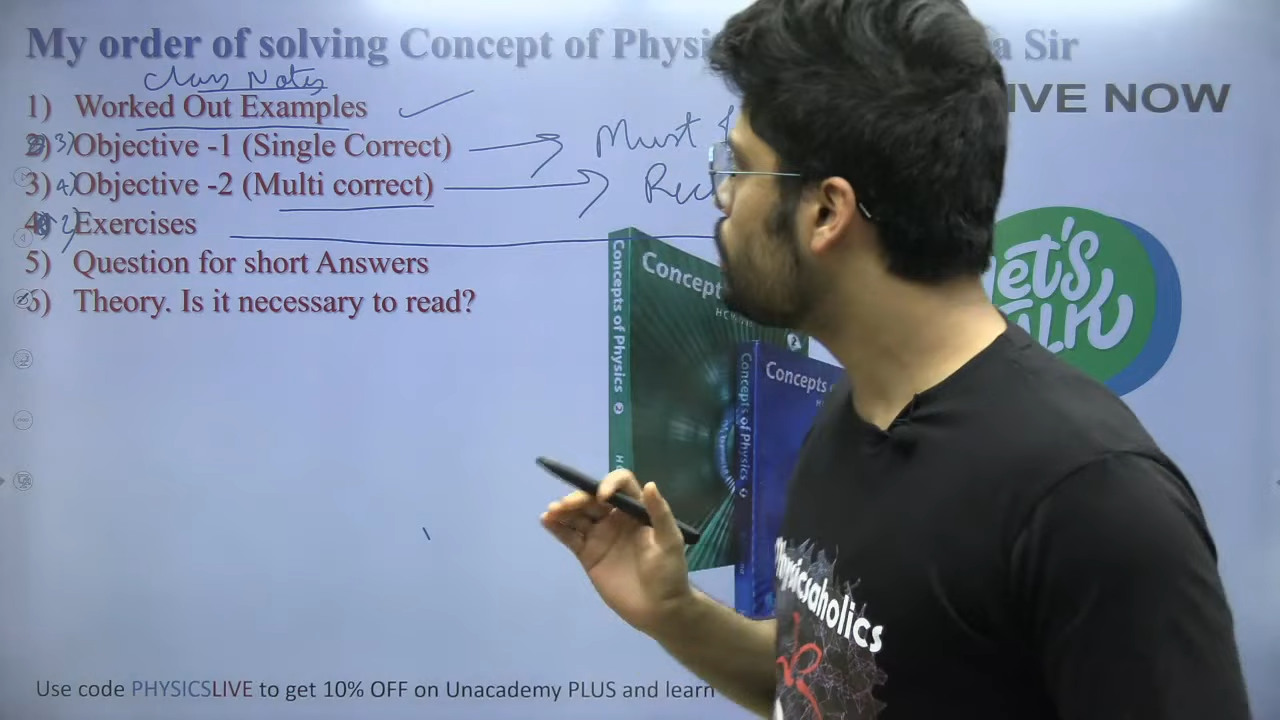 My order of solving Concept of Physi a Sir
Class Notes
IVE NOW
1) Worked Out Examples
3) Objective -1 (Single Correct) Must
3) 4) Objective -2 (Multi correct)
2) Exercises
5) Question for short Answers
6) Theory. Is it necessary to read?
Let's
TALK
Concepts of Physics 2
Concept
Concepts of Physics
Concepts
Physicsaholics
Use code PHYSICSLIVE to get 10% OFF on Unacademy PLUS and learn